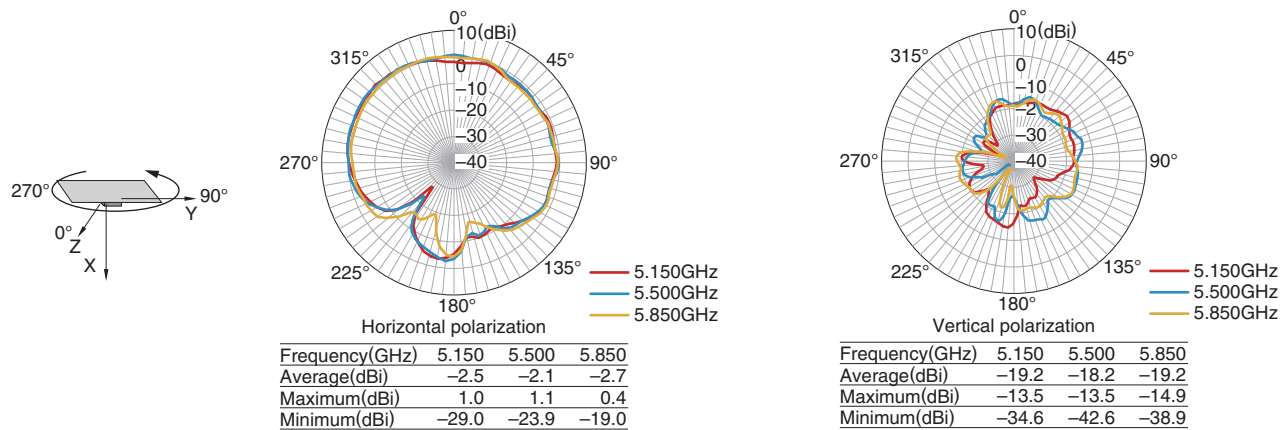 270°
90°
Y
0°
Z
X
0°
10(dBi)
315°
45°
0
–10
–20
–30
–40
270°
90°
225°
135°
180°
5.150GHz
5.500GHz
5.850GHz
Horizontal polarization
Frequency(GHz) 5.150 5.500 5.850
Average(dBi) –2.5 –2.1 –2.7
Maximum(dBi) 1.0 1.1 0.4
Minimum(dBi) –29.0 –23.9 –19.0
0°
10(dBi)
315°
45°
0
–10
–2
–30
–40
270°
90°
225°
135°
180°
5.150GHz
5.500GHz
5.850GHz
Vertical polarization
Frequency(GHz) 5.150 5.500 5.850
Average(dBi) –19.2 –18.2 –19.2
Maximum(dBi) –13.5 –13.5 –14.9
Minimum(dBi) –34.6 –42.6 –38.9